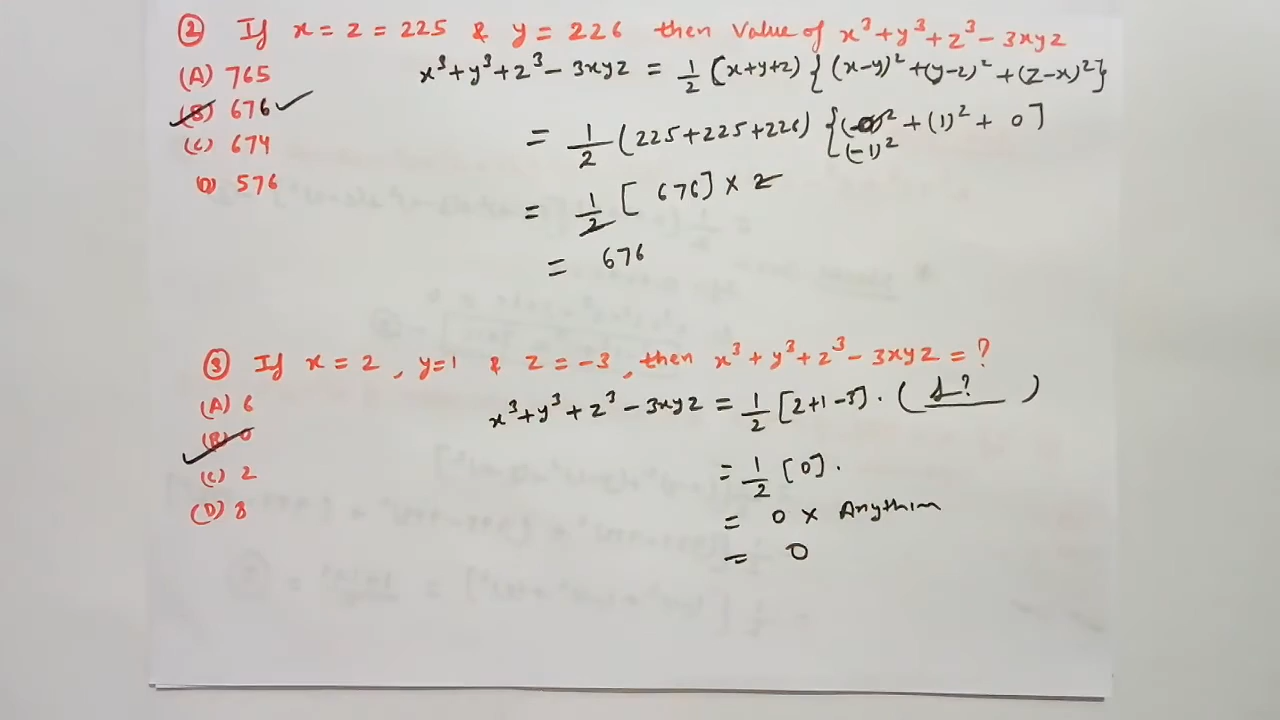 ② If x = z = 225 & y = 226 then Value of x³+y³+z³-3xyz
(A) 765
x³+y³+z³-3xyz = 1/2 (x+y+z) {(x-y)²+(y-z)²+(z-x)²}
(B) 676 ✓
= 1/2 (225+225+226) {(-1)²+(1)²+0]
(C) 674
(D) 576
= 1/2 [676] × 2
= 676
③ If x = 2, y=1 & z = -3, then x³+y³+z³-3xyz = ?
(A) 6
x³+y³+z³-3xyz = 1/2 [2+1-3]. ( ? )
(B) 0
(C) 2
= 1/2 [0].
(D) 8
= 0 × Anythin
= 0